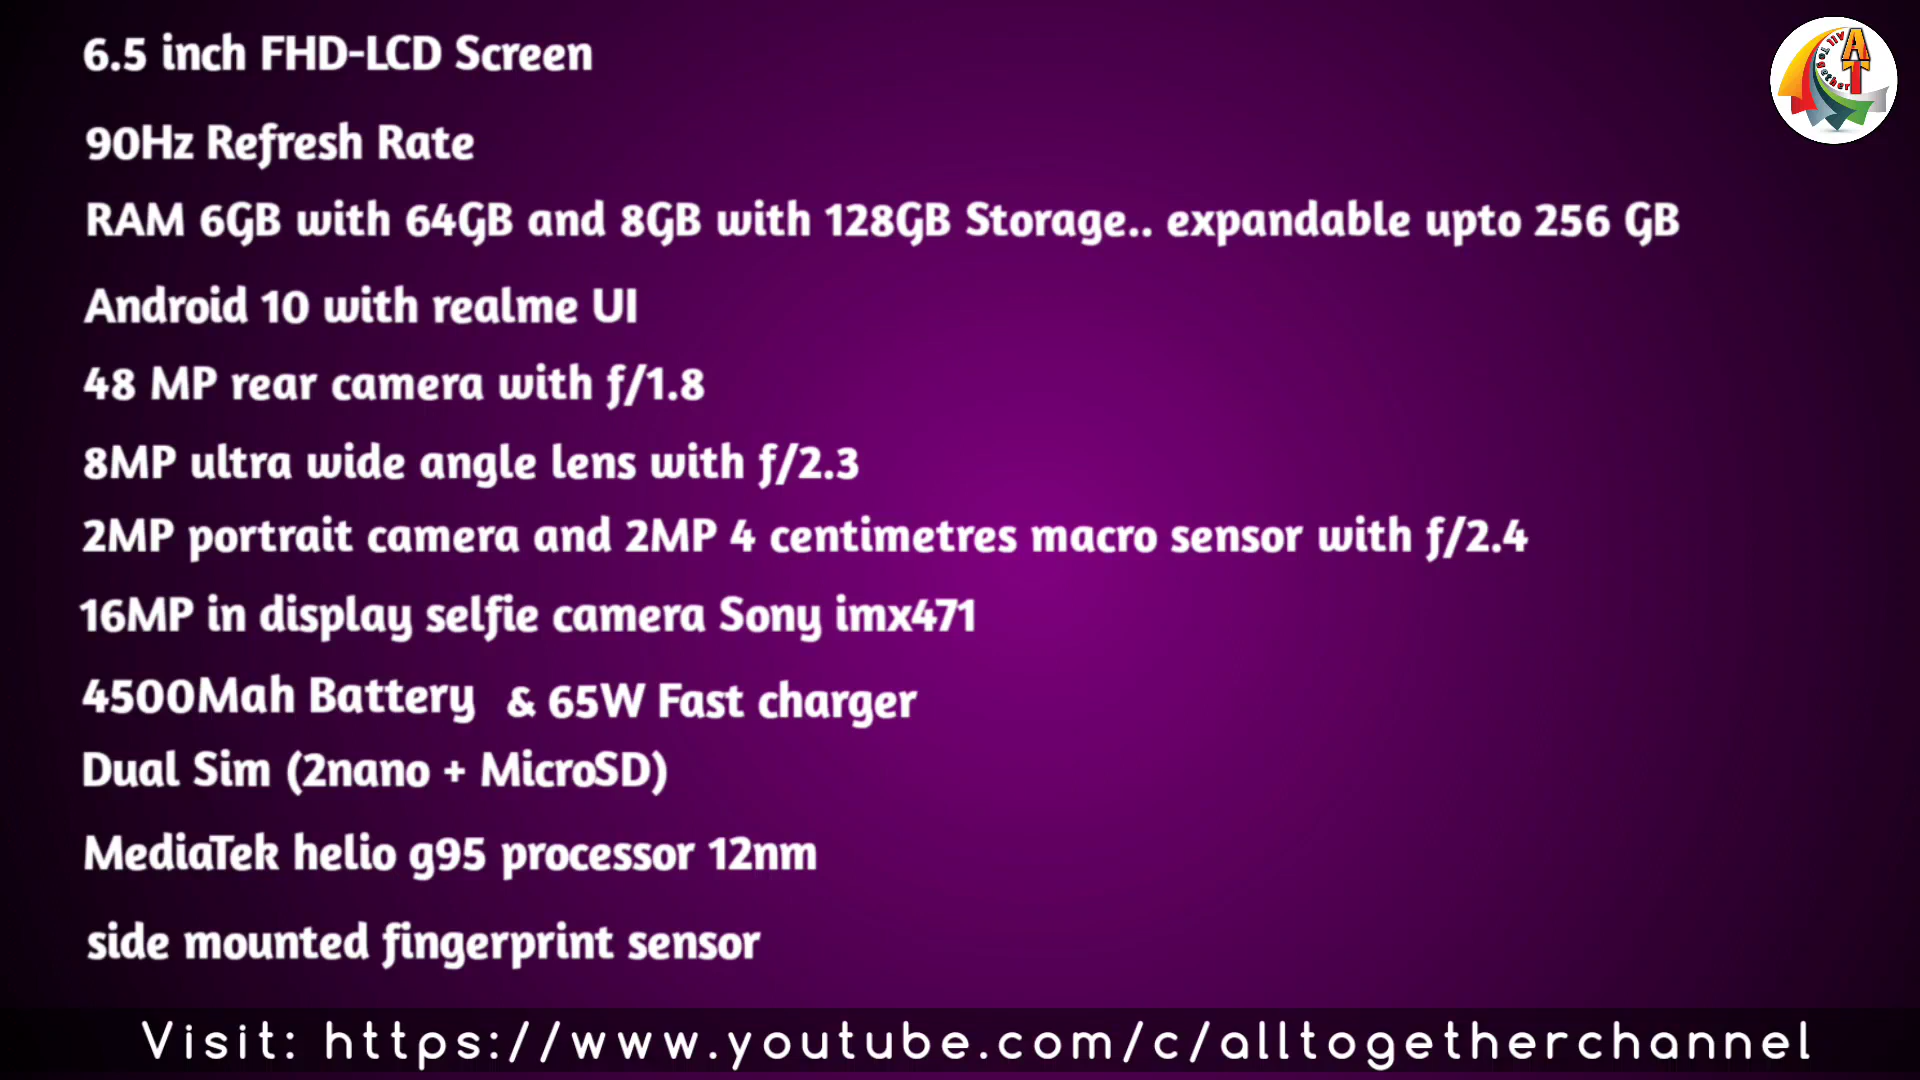 6.5 inch FHD-LCD Screen
AT
All Together
90Hz Refresh Rate
RAM 6GB with 64GB and 8GB with 128GB Storage.. expandable upto 256 GB
Android 10 with realme UI
48 MP rear camera with f/1.8
8MP ultra wide angle lens with f/2.3
2MP portrait camera and 2MP 4 centimetres macro sensor with f/2.4
16MP in display selfie camera Sony imx471
4500Mah Battery & 65W Fast charger
Dual Sim (2nano + MicroSD)
MediaTek helio g95 processor 12nm
side mounted fingerprint sensor
Visit: https://www.youtube.com/c/alltogetherchannel